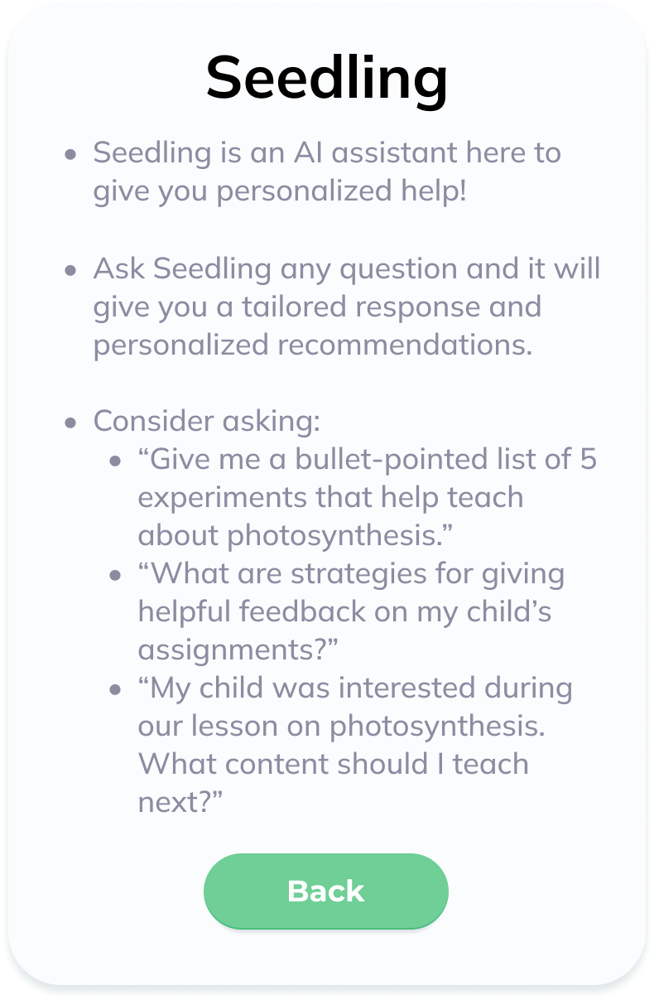 Seedling
• Seedling is an AI assistant here to
give you personalized help!
• Ask Seedling any question and it will
give you a tailored response and
personalized recommendations.
• Consider asking:
• “Give me a bullet-pointed list of 5
experiments that help teach
about photosynthesis.”
• “What are strategies for giving
helpful feedback on my child’s
assignments?”
• “My child was interested during
our lesson on photosynthesis.
What content should I teach
next?”
Back